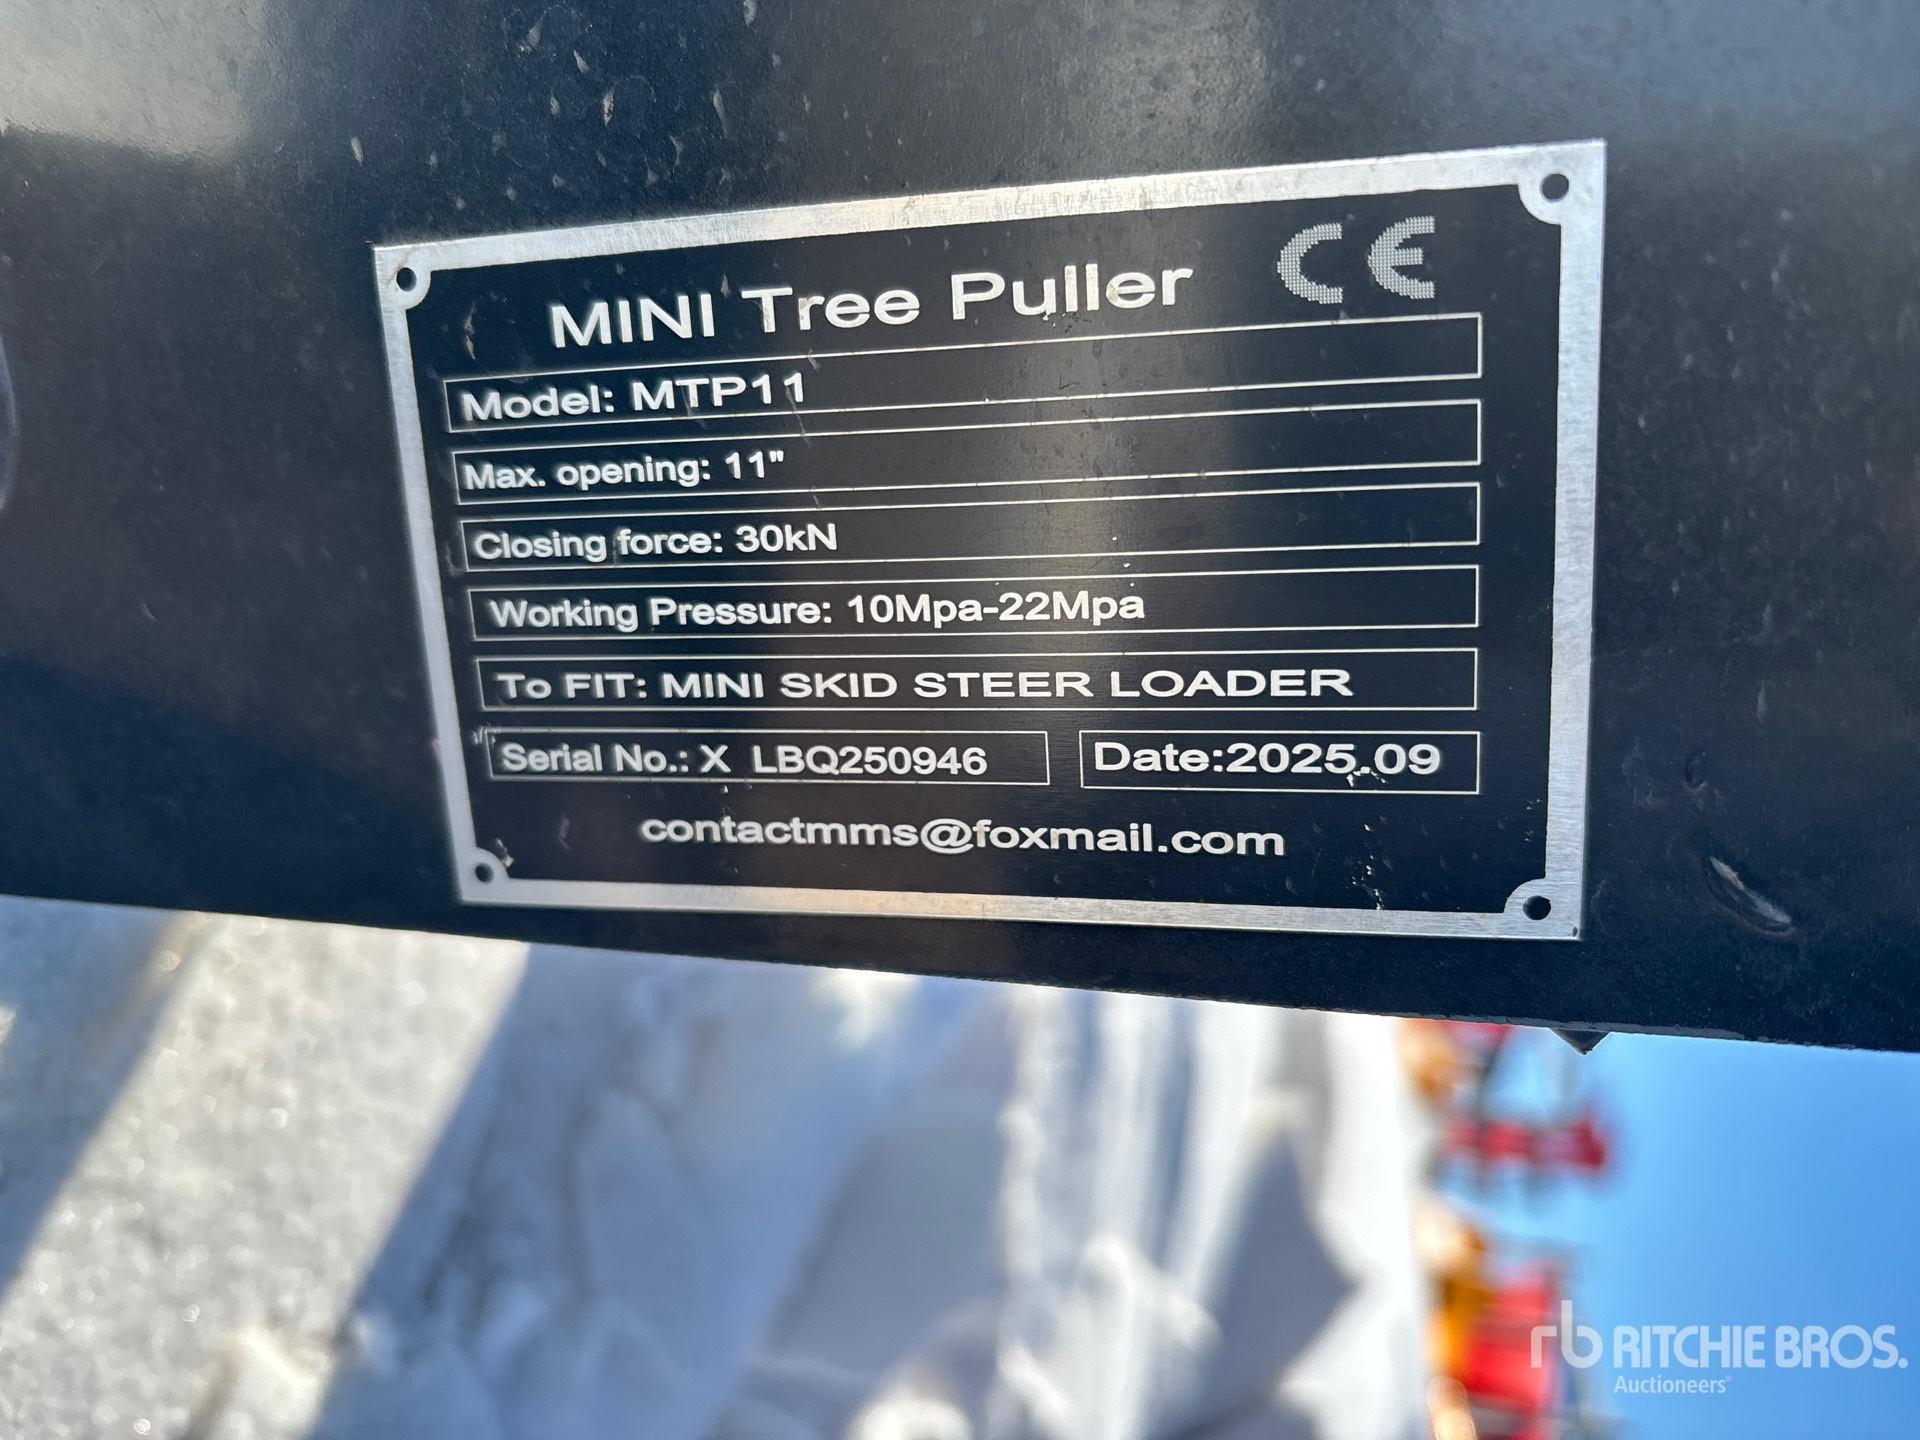 MINI Tree Puller CE
Model: MTP11
Max. opening: 11"
Closing force: 30kN
Working Pressure: 10Mpa-22Mpa
To FIT: MINI SKID STEER LOADER
Serial No.: X LBQ250946 Date:2025.09
contactmms@foxmail.com
rb RITCHIE BROS.
Auctioneers